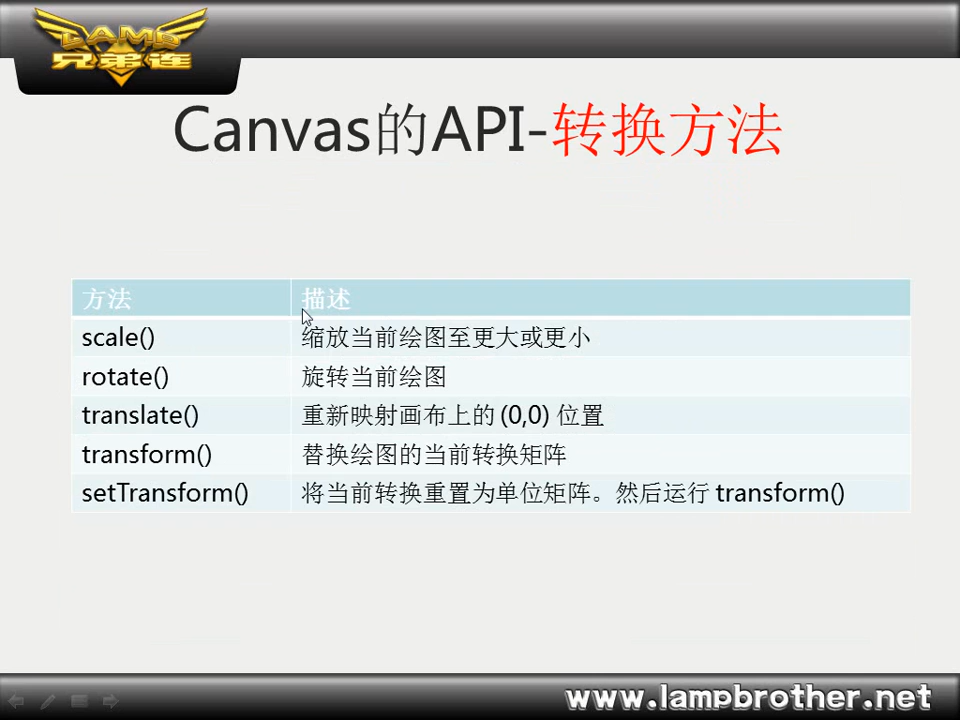 LAMP
兄弟连
Canvas的API-转换方法
方法 描述
scale() 缩放当前绘图至更大或更小
rotate() 旋转当前绘图
translate() 重新映射画布上的 (0,0) 位置
transform() 替换绘图的当前转换矩阵
setTransform() 将当前转换重置为单位矩阵。然后运行 transform()
www.lampbrother.net